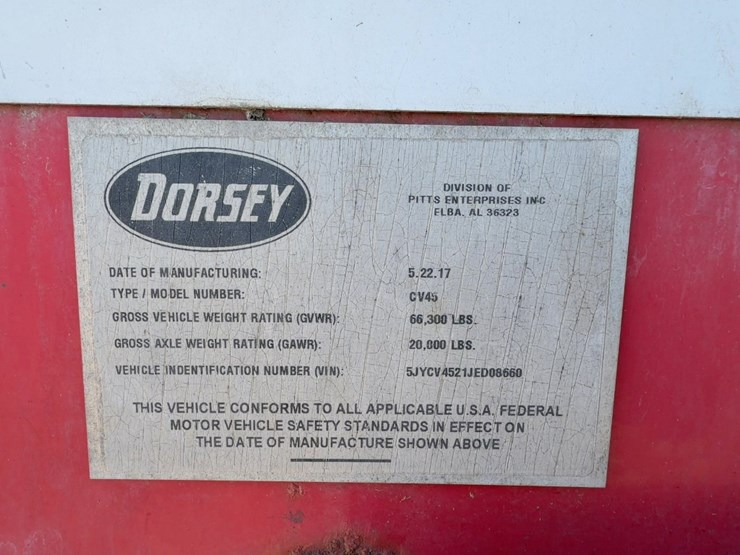 DORSEY
DIVISION OF
PITTS ENTERPRISES INC
ELBA, AL 36323
DATE OF MANUFACTURING: 5.22.17
TYPE / MODEL NUMBER: CV45
GROSS VEHICLE WEIGHT RATING (GVWR): 66,300 LBS.
GROSS AXLE WEIGHT RATING (GAWR): 20,000 LBS.
VEHICLE INDENTIFICATION NUMBER (VIN): 5JYCV4521JED08660
THIS VEHICLE CONFORMS TO ALL APPLICABLE U.S.A. FEDERAL
MOTOR VEHICLE SAFETY STANDARDS IN EFFECT ON
THE DATE OF MANUFACTURE SHOWN ABOVE